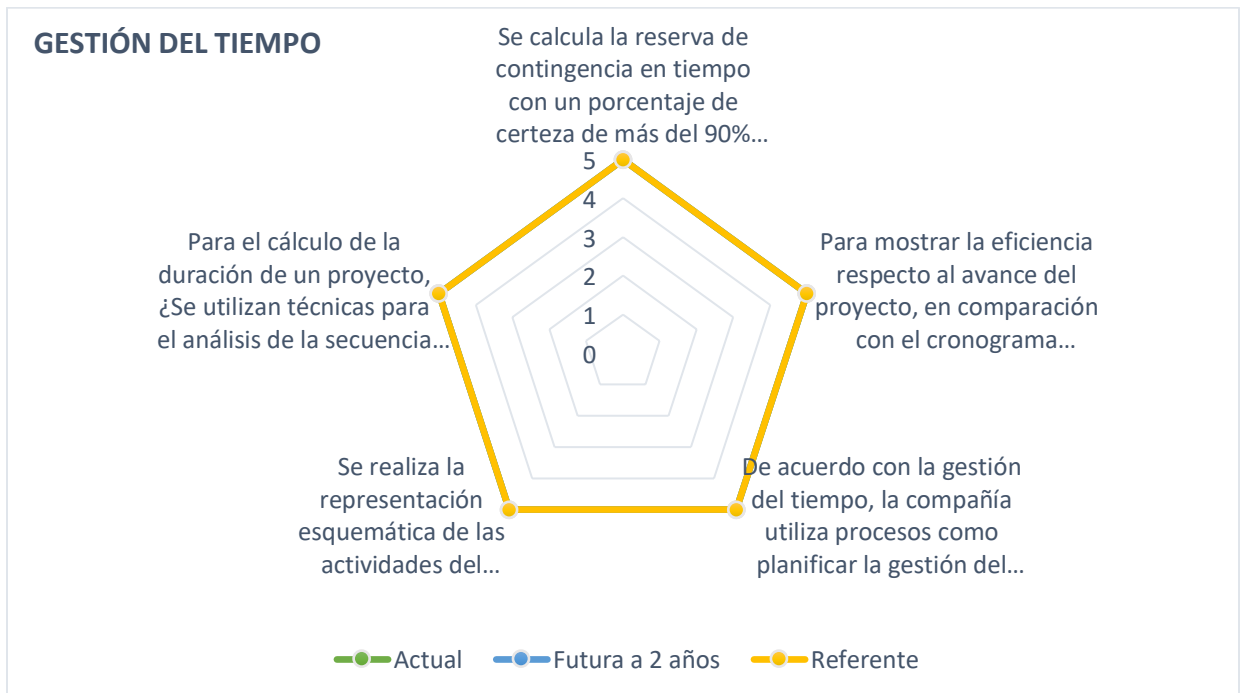 GESTIÓN DEL TIEMPO
Se calcula la reserva de
contingencia en tiempo
con un porcentaje de
certeza de más del 90%...
5
4
3
2
1
0
Para mostrar la eficiencia
respecto al avance del
proyecto, en comparación
con el cronograma...
De acuerdo con la gestión
del tiempo, la compañía
utiliza procesos como
planificar la gestión del...
Se realiza la
representación
esquemática de las
actividades del...
Para el cálculo de la
duración de un proyecto,
¿Se utilizan técnicas para
el análisis de la secuencia...
Actual Futura a 2 años Referente